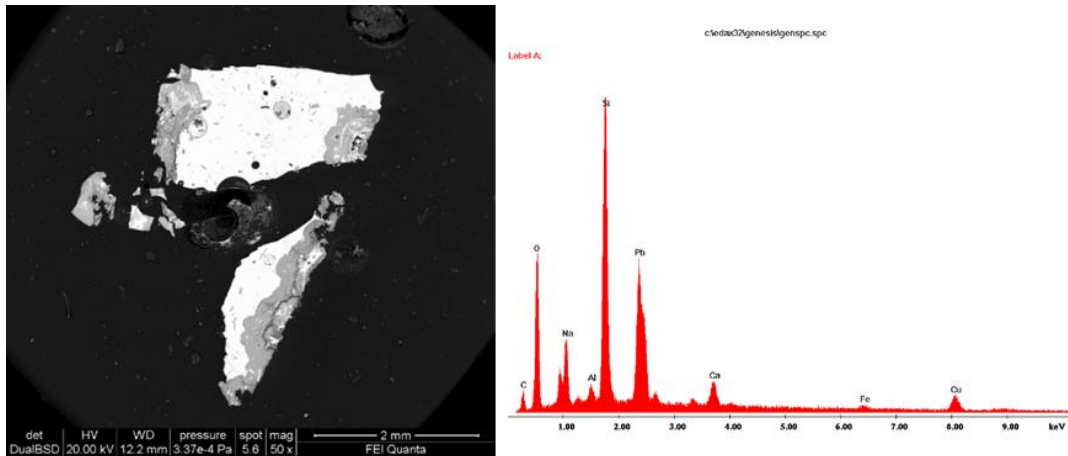 det HV WD pressure spot mag 2 mm
DualBSD 20.00 kV 12.2 mm 3.37e-4 Pa 5.6 50 x FEI Quanta
c:\edax32\genesis\genspc.spc
Label A:
Si
O
Pb
Na
C
Al
Ca
Fe
Cu
1.00 2.00 3.00 4.00 5.00 6.00 7.00 8.00 9.00 keV